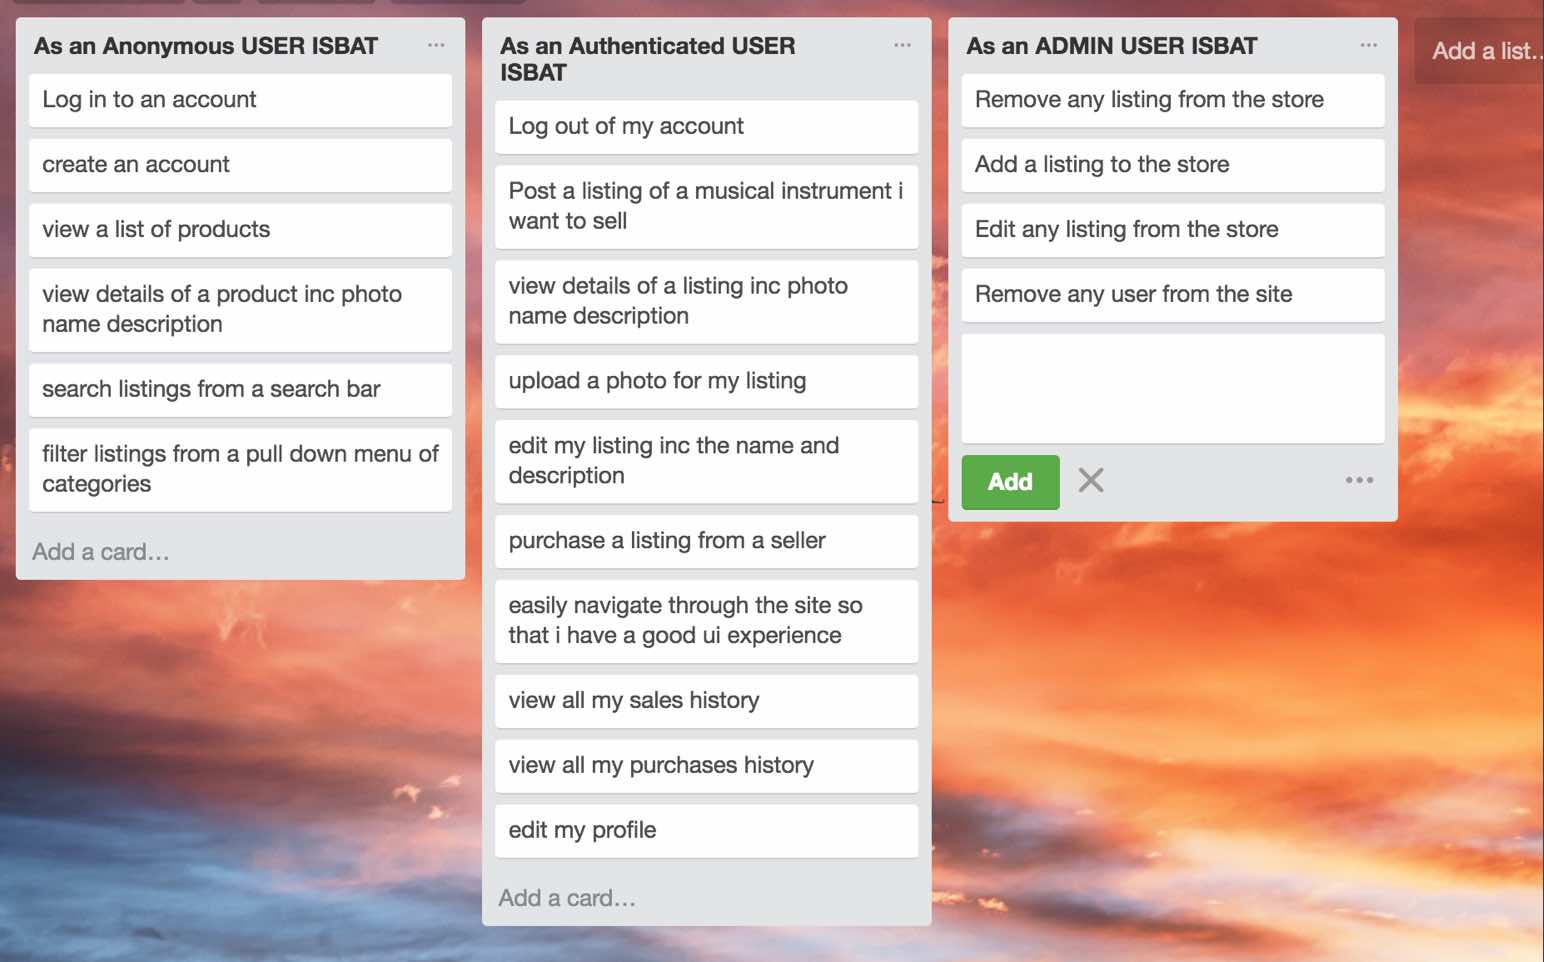 As an Anonymous USER ISBAT
Log in to an account
create an account
view a list of products
view details of a product inc photo
name description
search listings from a search bar
filter listings from a pull down menu of
categories
Add a card…
As an Authenticated USER
ISBAT
Log out of my account
Post a listing of a musical instrument i
want to sell
view details of a listing inc photo
name description
upload a photo for my listing
edit my listing inc the name and
description
purchase a listing from a seller
easily navigate through the site so
that i have a good ui experience
view all my sales history
view all my purchases history
edit my profile
Add a card…
As an ADMIN USER ISBAT
Remove any listing from the store
Add a listing to the store
Edit any listing from the store
Remove any user from the site
Add
Add a list..